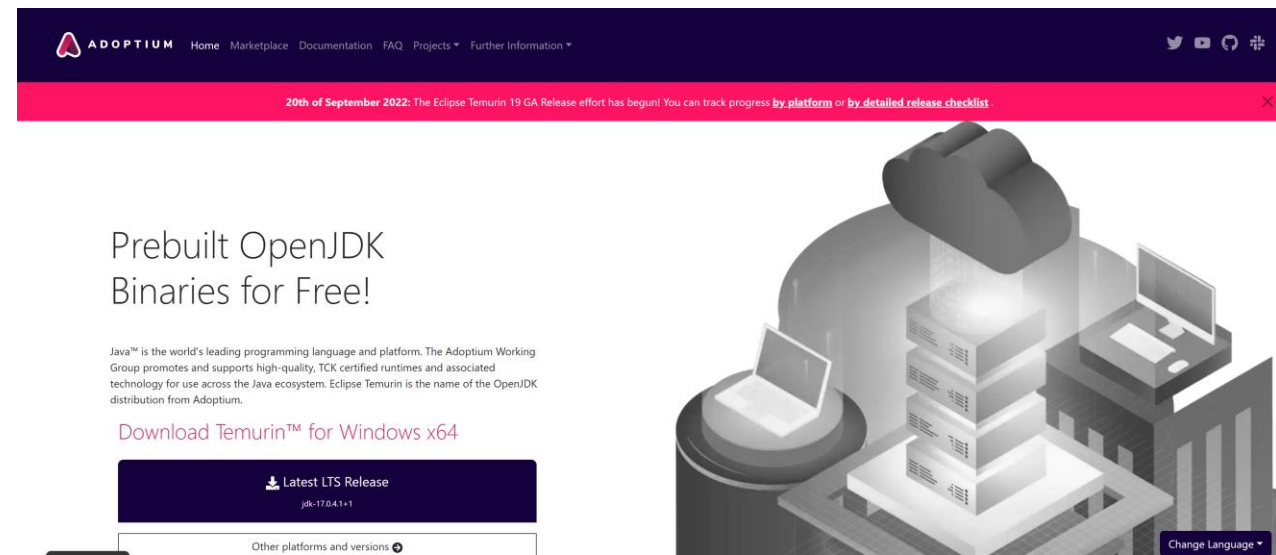 ADOPTIUM Home Marketplace Documentation FAQ Projects Further Information
20th of September 2022: The Eclipse Temurin 19 GA Release effort has begun! You can track progress by platform or by detailed release checklist .
Prebuilt OpenJDK
Binaries for Free!
Java™ is the world's leading programming language and platform. The Adoptium Working
Group promotes and supports high-quality, TCK certified runtimes and associated
technology for use across the Java ecosystem. Eclipse Temurin is the name of the OpenJDK
distribution from Adoptium.
Download Temurin™ for Windows x64
Latest LTS Release
jdk-17.0.4.1+1
Other platforms and versions
Change Language